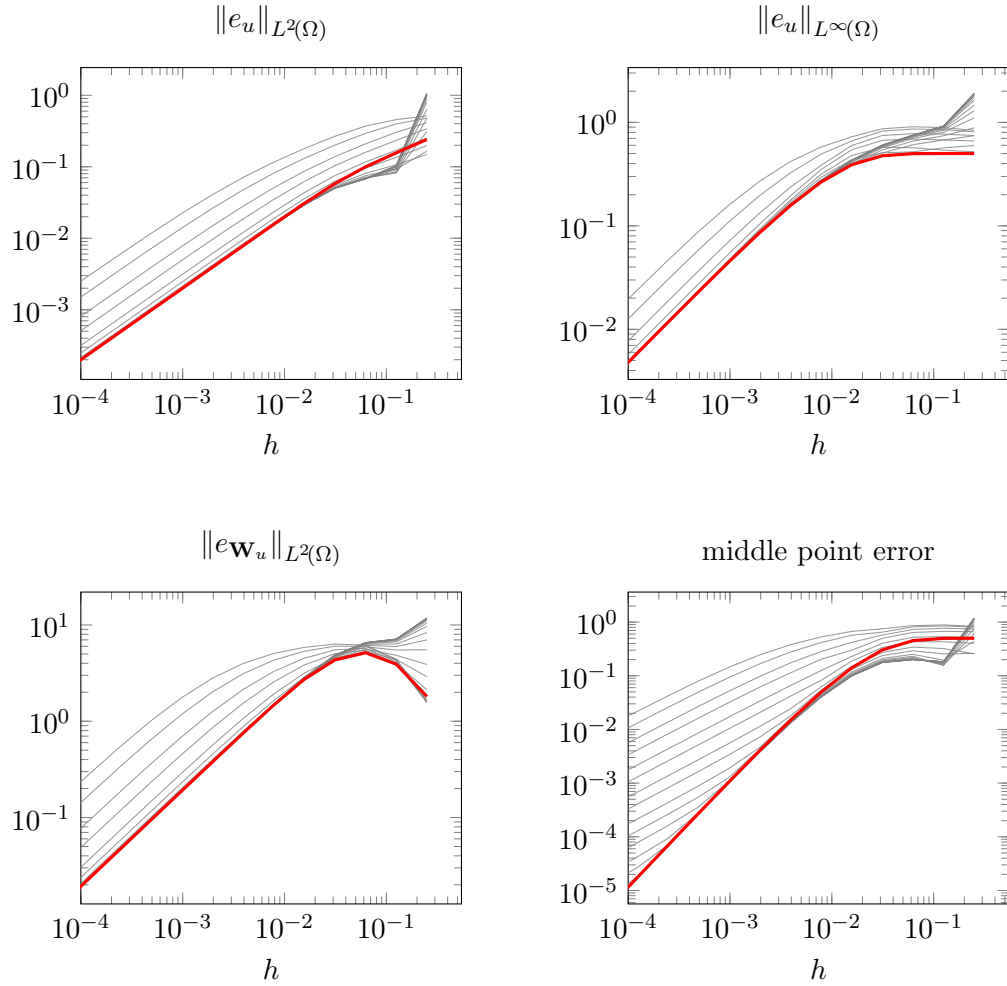 ‖e_u‖_{L²(Ω)}
10⁰
10⁻¹
10⁻²
10⁻³
10⁻⁴ 10⁻³ 10⁻² 10⁻¹
h
‖e_u‖_{L^∞(Ω)}
10⁰
10⁻¹
10⁻²
10⁻⁴ 10⁻³ 10⁻² 10⁻¹
h
‖e_{𝐖_u}‖_{L²(Ω)}
10¹
10⁰
10⁻¹
10⁻⁴ 10⁻³ 10⁻² 10⁻¹
h
middle point error
10⁰
10⁻¹
10⁻²
10⁻³
10⁻⁴
10⁻⁵
10⁻⁴ 10⁻³ 10⁻² 10⁻¹
h